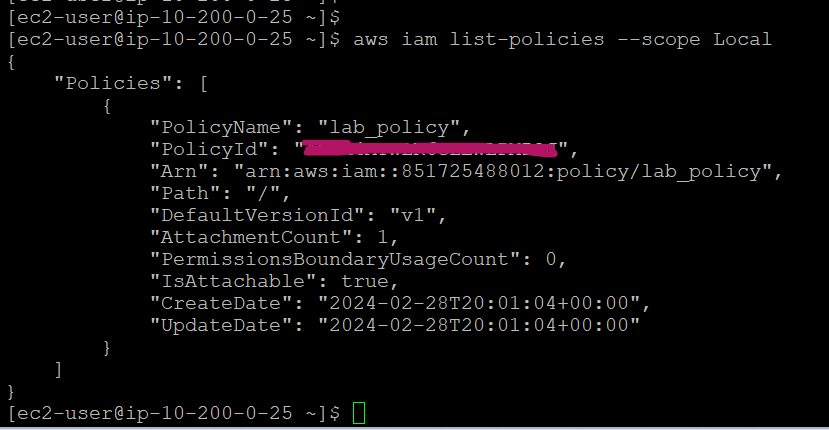 [ec2-user@ip-10-200-0-25 ~]$
[ec2-user@ip-10-200-0-25 ~]$ aws iam list-policies --scope Local
{
    "Policies": [
        {
            "PolicyName": "lab_policy",
            "PolicyId": "",
            "Arn": "arn:aws:iam::851725488012:policy/lab_policy",
            "Path": "/",
            "DefaultVersionId": "v1",
            "AttachmentCount": 1,
            "PermissionsBoundaryUsageCount": 0,
            "IsAttachable": true,
            "CreateDate": "2024-02-28T20:01:04+00:00",
            "UpdateDate": "2024-02-28T20:01:04+00:00"
        }
    ]
}
[ec2-user@ip-10-200-0-25 ~]$